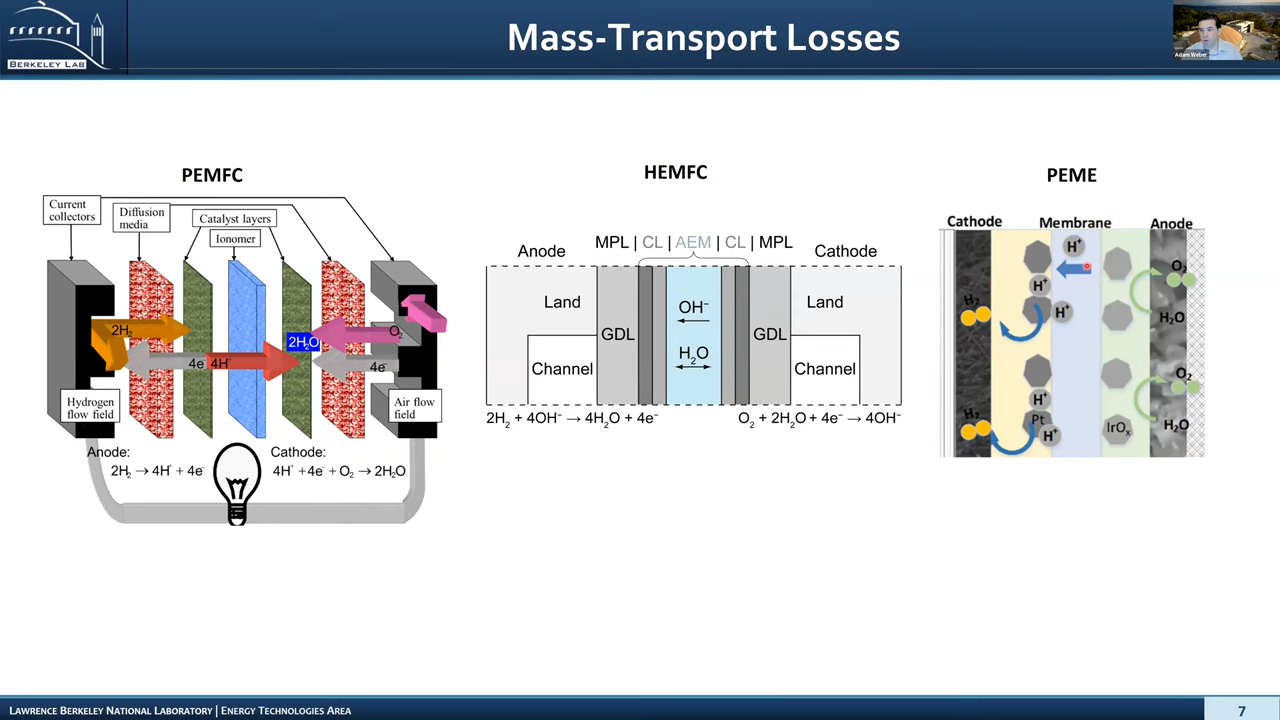 BERKELEY LAB
Mass-Transport Losses
Adam Weber
PEMFC
Current
collectors
Diffusion
media
Catalyst layers
Ionomer
2H₂
2H₂O
O₂
4e⁻
4H⁺
4e⁻
Hydrogen
flow field
Air flow
field
Anode:
2H₂ → 4H⁺ + 4e⁻
Cathode:
4H⁺ + 4e⁻ + O₂ → 2H₂O
HEMFC
MPL | CL | AEM | CL | MPL
Anode
Cathode
Land
OH⁻
Land
GDL
GDL
H₂O
Channel
Channel
2H₂ + 4OH⁻ → 4H₂O + 4e⁻
O₂ + 2H₂O + 4e⁻ → 4OH⁻
PEME
Cathode
Membrane
Anode
H⁺
O₂
H⁺
H₂
H⁺
H₂O
O₂
H⁺
H₂
Pt
IrOₓ
H₂O
H⁺
LAWRENCE BERKELEY NATIONAL LABORATORY | ENERGY TECHNOLOGIES AREA
7